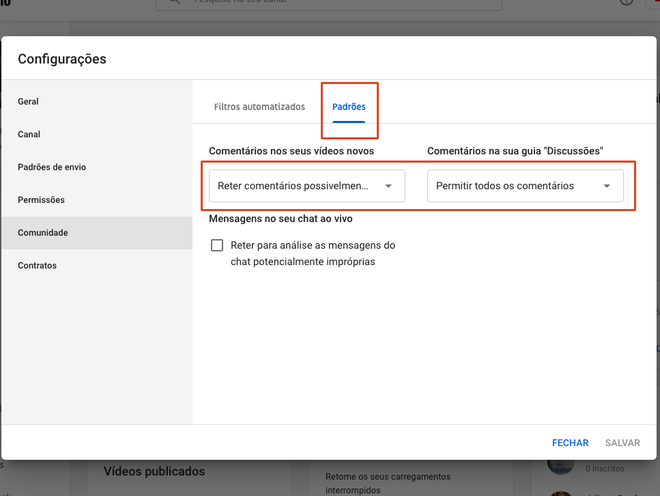 Pesquise no seu canal
Configurações
Geral
Canal
Padrões de envio
Permissões
Comunidade
Contratos
Filtros automatizados
Padrões
Comentários nos seus vídeos novos
Comentários na sua guia "Discussões"
Reter comentários possivelmen...
Permitir todos os comentários
Mensagens no seu chat ao vivo
Reter para análise as mensagens do
chat potencialmente impróprias
FECHAR
SALVAR
Vídeos publicados
Retome os seus carregamentos
interrompidos
0 inscritos